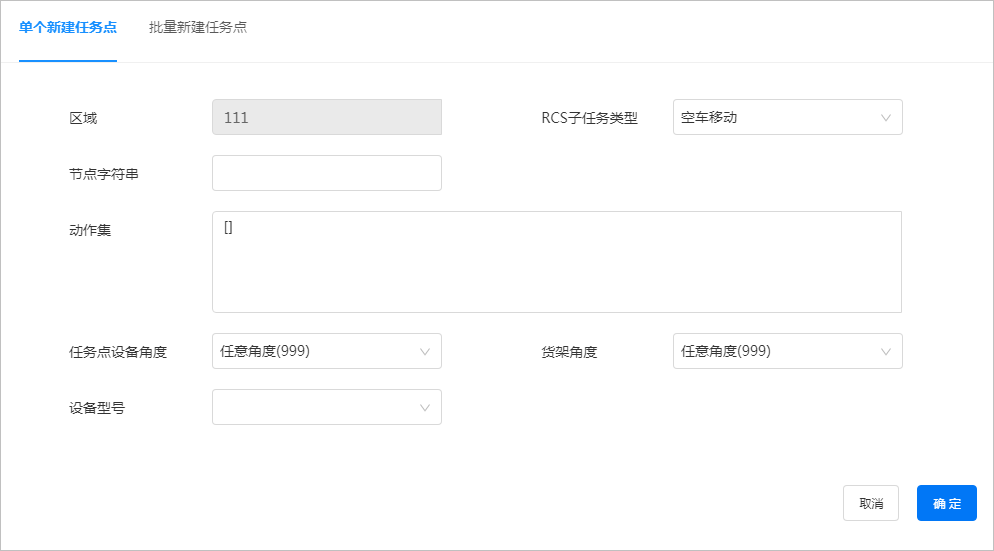 单个新建任务点 批量新建任务点
区域 111 RCS子任务类型 空车移动
节点字符串
动作集 []
任务点设备角度 任意角度(999) 货架角度 任意角度(999)
设备型号
取消 确 定